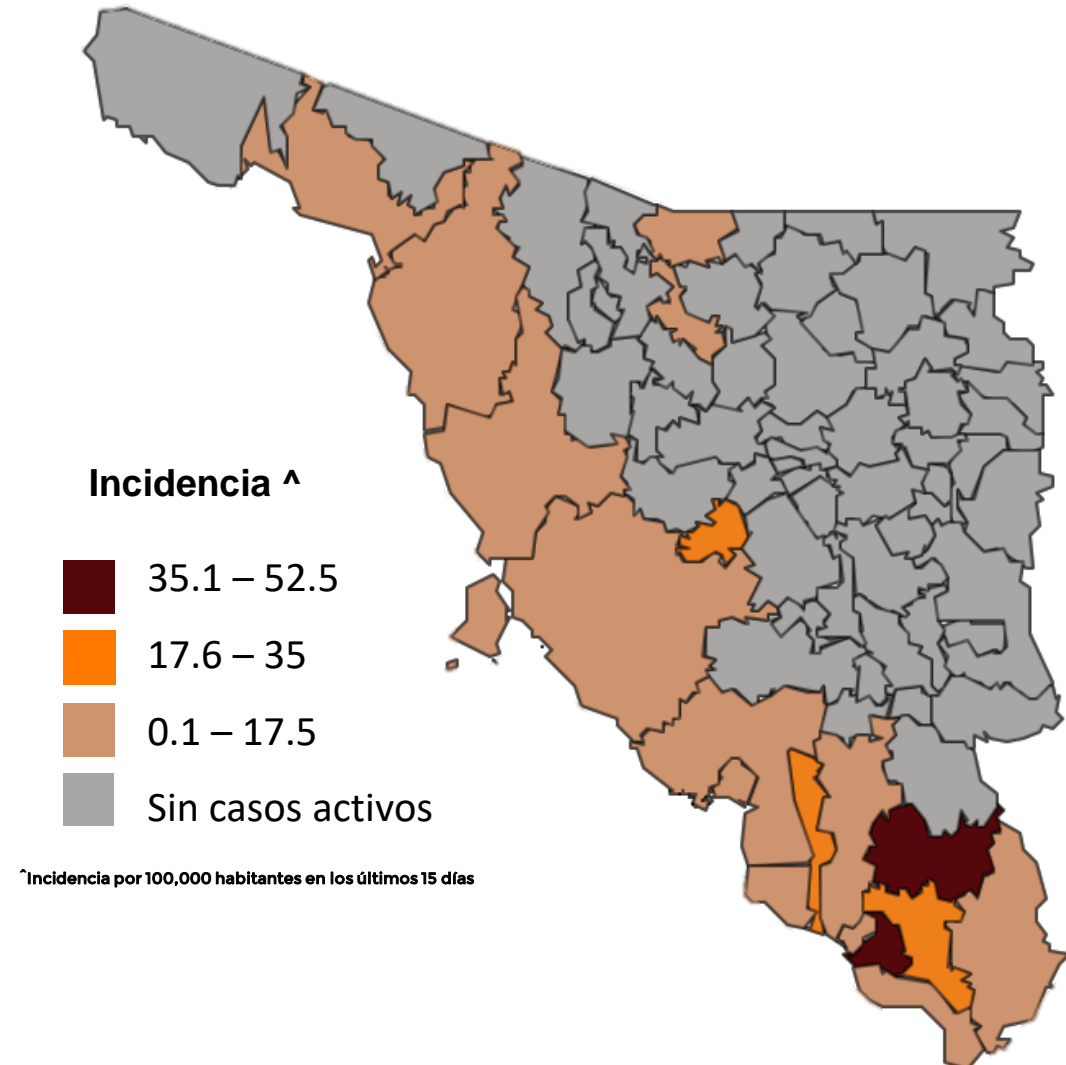 Incidencia ^
35.1 – 52.5
17.6 – 35
0.1 – 17.5
Sin casos activos
^Incidencia por 100,000 habitantes en los últimos 15 días